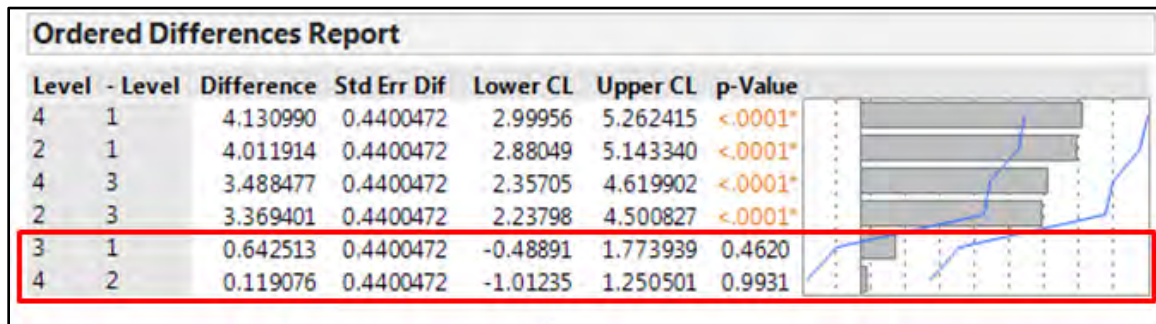 Ordered Differences Report
Level - Level Difference Std Err Dif Lower CL Upper CL p-Value
4 1 4.130990 0.4400472 2.99956 5.262415 <.0001*
2 1 4.011914 0.4400472 2.88049 5.143340 <.0001*
4 3 3.488477 0.4400472 2.35705 4.619902 <.0001*
2 3 3.369401 0.4400472 2.23798 4.500827 <.0001*
3 1 0.642513 0.4400472 -0.48891 1.773939 0.4620
4 2 0.119076 0.4400472 -1.01235 1.250501 0.9931